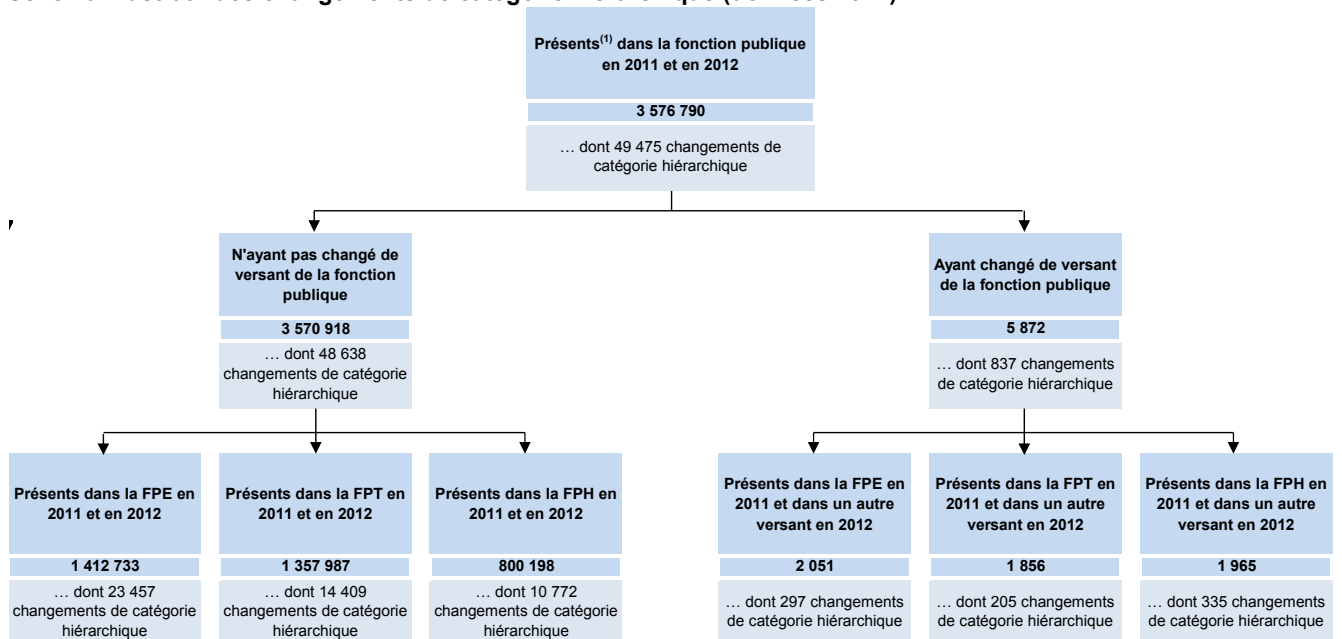 Présents(1) dans la fonction publique
en 2011 et en 2012
3 576 790
… dont 49 475 changements de
catégorie hiérarchique
N'ayant pas changé de
versant de la fonction
publique
3 570 918
… dont 48 638
changements de catégorie
hiérarchique
Ayant changé de versant
de la fonction publique
5 872
… dont 837 changements
de catégorie hiérarchique
Présents dans la FPE en
2011 et en 2012
1 412 733
… dont 23 457
changements de catégorie
hiérarchique
Présents dans la FPT en
2011 et en 2012
1 357 987
… dont 14 409
changements de catégorie
hiérarchique
Présents dans la FPH en
2011 et en 2012
800 198
… dont 10 772
changements de catégorie
hiérarchique
Présents dans la FPE en
2011 et dans un autre
versant en 2012
2 051
… dont 297 changements
de catégorie hiérarchique
Présents dans la FPT en
2011 et dans un autre
versant en 2012
1 856
… dont 205 changements
de catégorie hiérarchique
Présents dans la FPH en
2011 et dans un autre
versant en 2012
1 965
… dont 335 changements
de catégorie hiérarchique